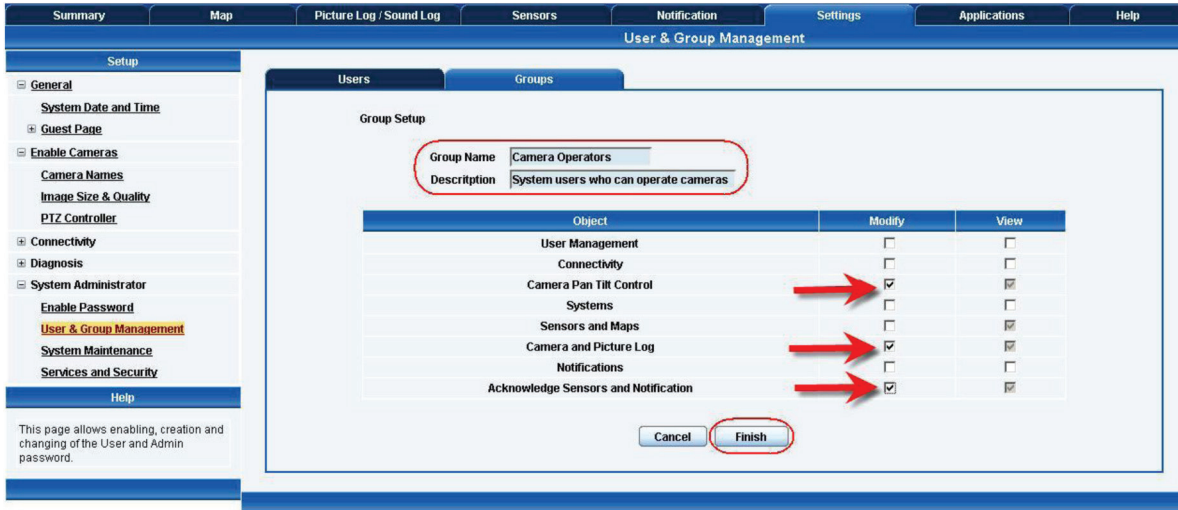 Summary Map Picture Log / Sound Log Sensors Notification Settings Applications Help
User & Group Management
Setup
General
System Date and Time
Guest Page
Enable Cameras
Camera Names
Image Size & Quality
PTZ Controller
Connectivity
Diagnosis
System Administrator
Enable Password
User & Group Management
System Maintenance
Services and Security
Help
This page allows enabling, creation and
changing of the User and Admin
password.
Users Groups
Group Setup
Group Name Camera Operators
Descritption System users who can operate cameras
Object Modify View
User Management
Connectivity
Camera Pan Tilt Control
Systems
Sensors and Maps
Camera and Picture Log
Notifications
Acknowledge Sensors and Notification
Cancel Finish